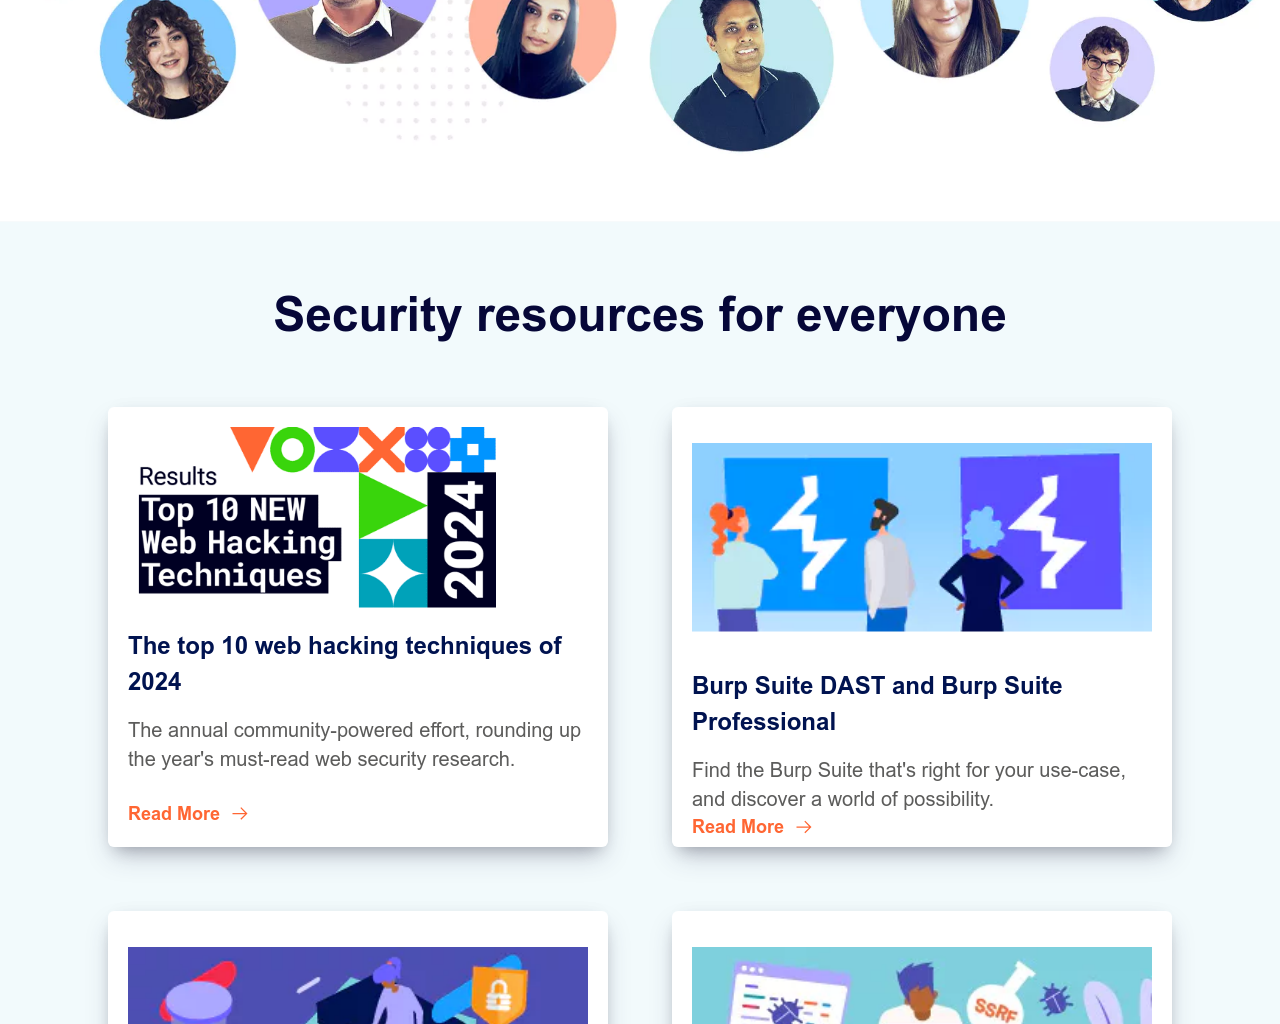 Security resources for everyone
Results
Top 10 NEW
Web Hacking
Techniques
2024
The top 10 web hacking techniques of
2024
The annual community-powered effort, rounding up
the year's must-read web security research.
Read More
Burp Suite DAST and Burp Suite
Professional
Find the Burp Suite that's right for your use-case,
and discover a world of possibility.
Read More
SSRF